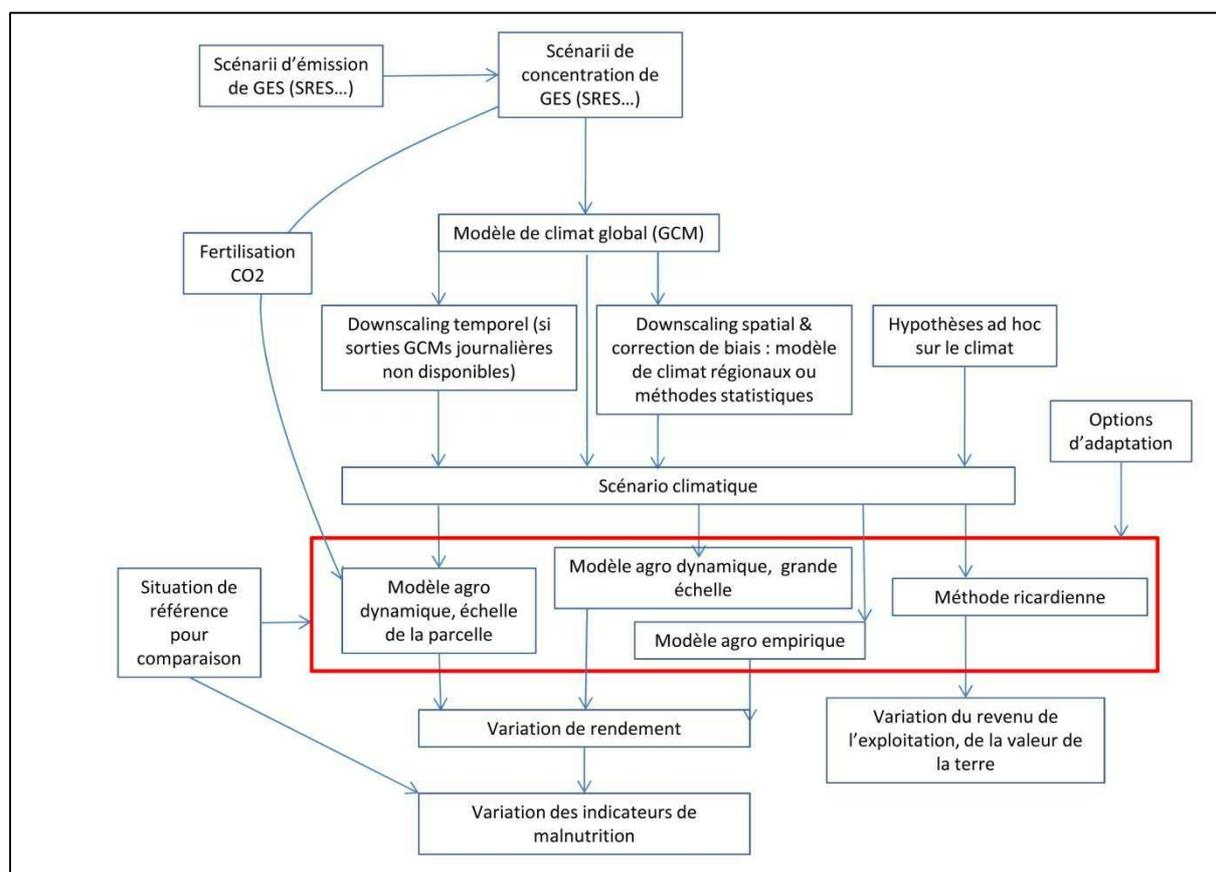 Scénarii d'émission
de GES (SRES…)
Scénarii de
concentration de
GES (SRES…)
Modèle de climat global (GCM)
Fertilisation
CO2
Downscaling temporel (si
sorties GCMs journalières
non disponibles)
Downscaling spatial &
correction de biais : modèle
de climat régionaux ou
méthodes statistiques
Hypothèses ad hoc
sur le climat
Options
d'adaptation
Scénario climatique
Situation de
référence
pour
comparaison
Modèle agro
dynamique, échelle
de la parcelle
Modèle agro dynamique, grande
échelle
Modèle agro empirique
Méthode ricardienne
Variation de rendement
Variation du revenu de
l'exploitation, de la valeur de
la terre
Variation des indicateurs de
malnutrition